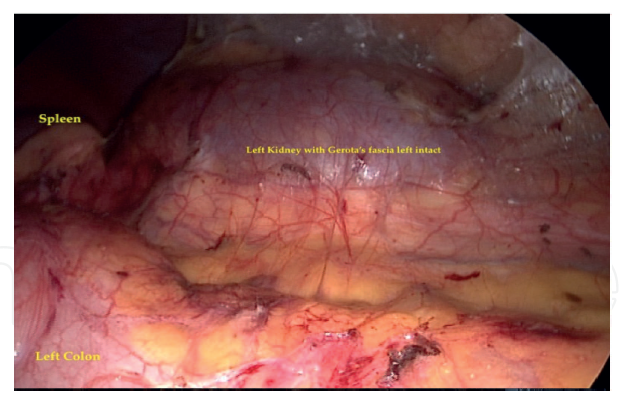 Spleen
Left Kidney with Gerota's fascia left intact
Left Colon